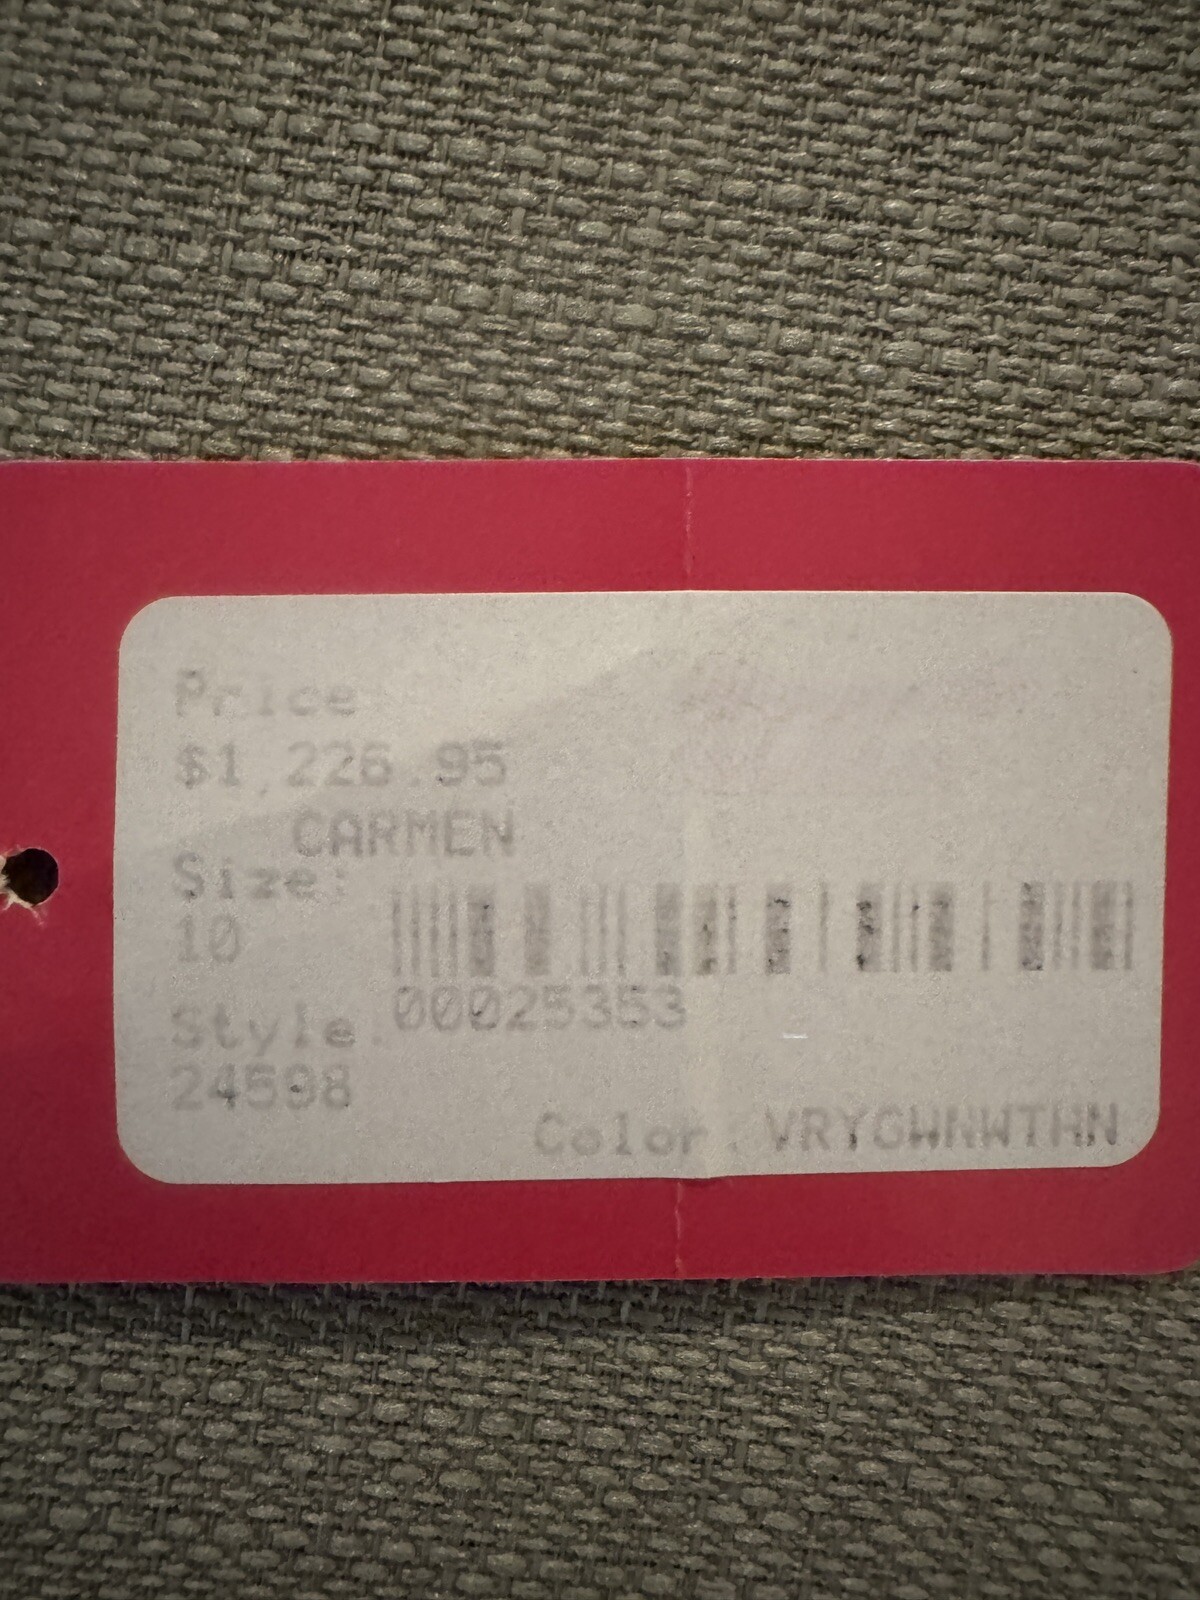 Price
$1,226.95
CARMEN
Size:
10
00025353
Style:
24598
Color: VRYGWNWTHN